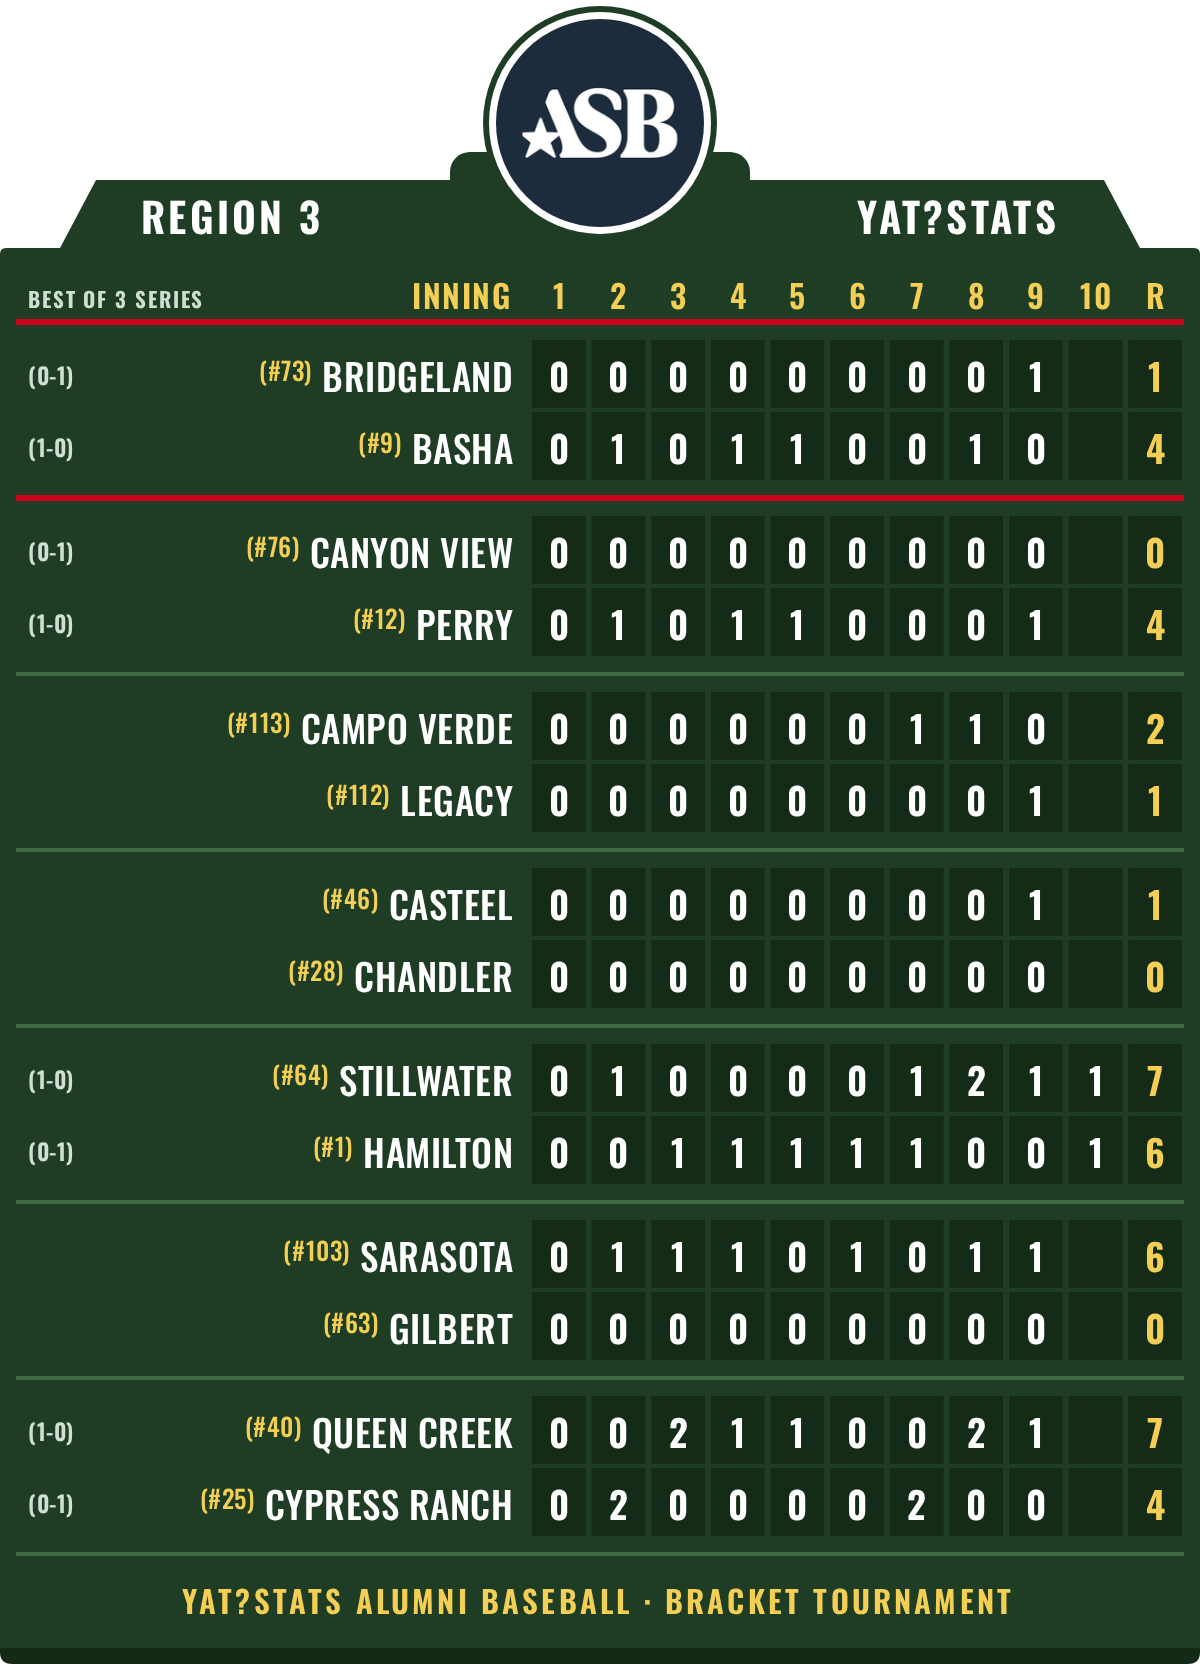 ASB
REGION 3 YAT?STATS
BEST OF 3 SERIES INNING 1 2 3 4 5 6 7 8 9 10 R
(0-1) (#73) BRIDGELAND 0 0 0 0 0 0 0 0 1 1
(1-0) (#9) BASHA 0 1 0 1 1 0 0 1 0 4
(0-1) (#76) CANYON VIEW 0 0 0 0 0 0 0 0 0 0
(1-0) (#12) PERRY 0 1 0 1 1 0 0 0 1 4
(#113) CAMPO VERDE 0 0 0 0 0 0 1 1 0 2
(#112) LEGACY 0 0 0 0 0 0 0 0 1 1
(#46) CASTEEL 0 0 0 0 0 0 0 0 1 1
(#28) CHANDLER 0 0 0 0 0 0 0 0 0 0
(1-0) (#64) STILLWATER 0 1 0 0 0 0 1 2 1 1 7
(0-1) (#1) HAMILTON 0 0 1 1 1 1 1 0 0 1 6
(#103) SARASOTA 0 1 1 1 0 1 0 1 1 6
(#63) GILBERT 0 0 0 0 0 0 0 0 0 0
(1-0) (#40) QUEEN CREEK 0 0 2 1 1 0 0 2 1 7
(0-1) (#25) CYPRESS RANCH 0 2 0 0 0 0 2 0 0 4
YAT?STATS ALUMNI BASEBALL · BRACKET TOURNAMENT